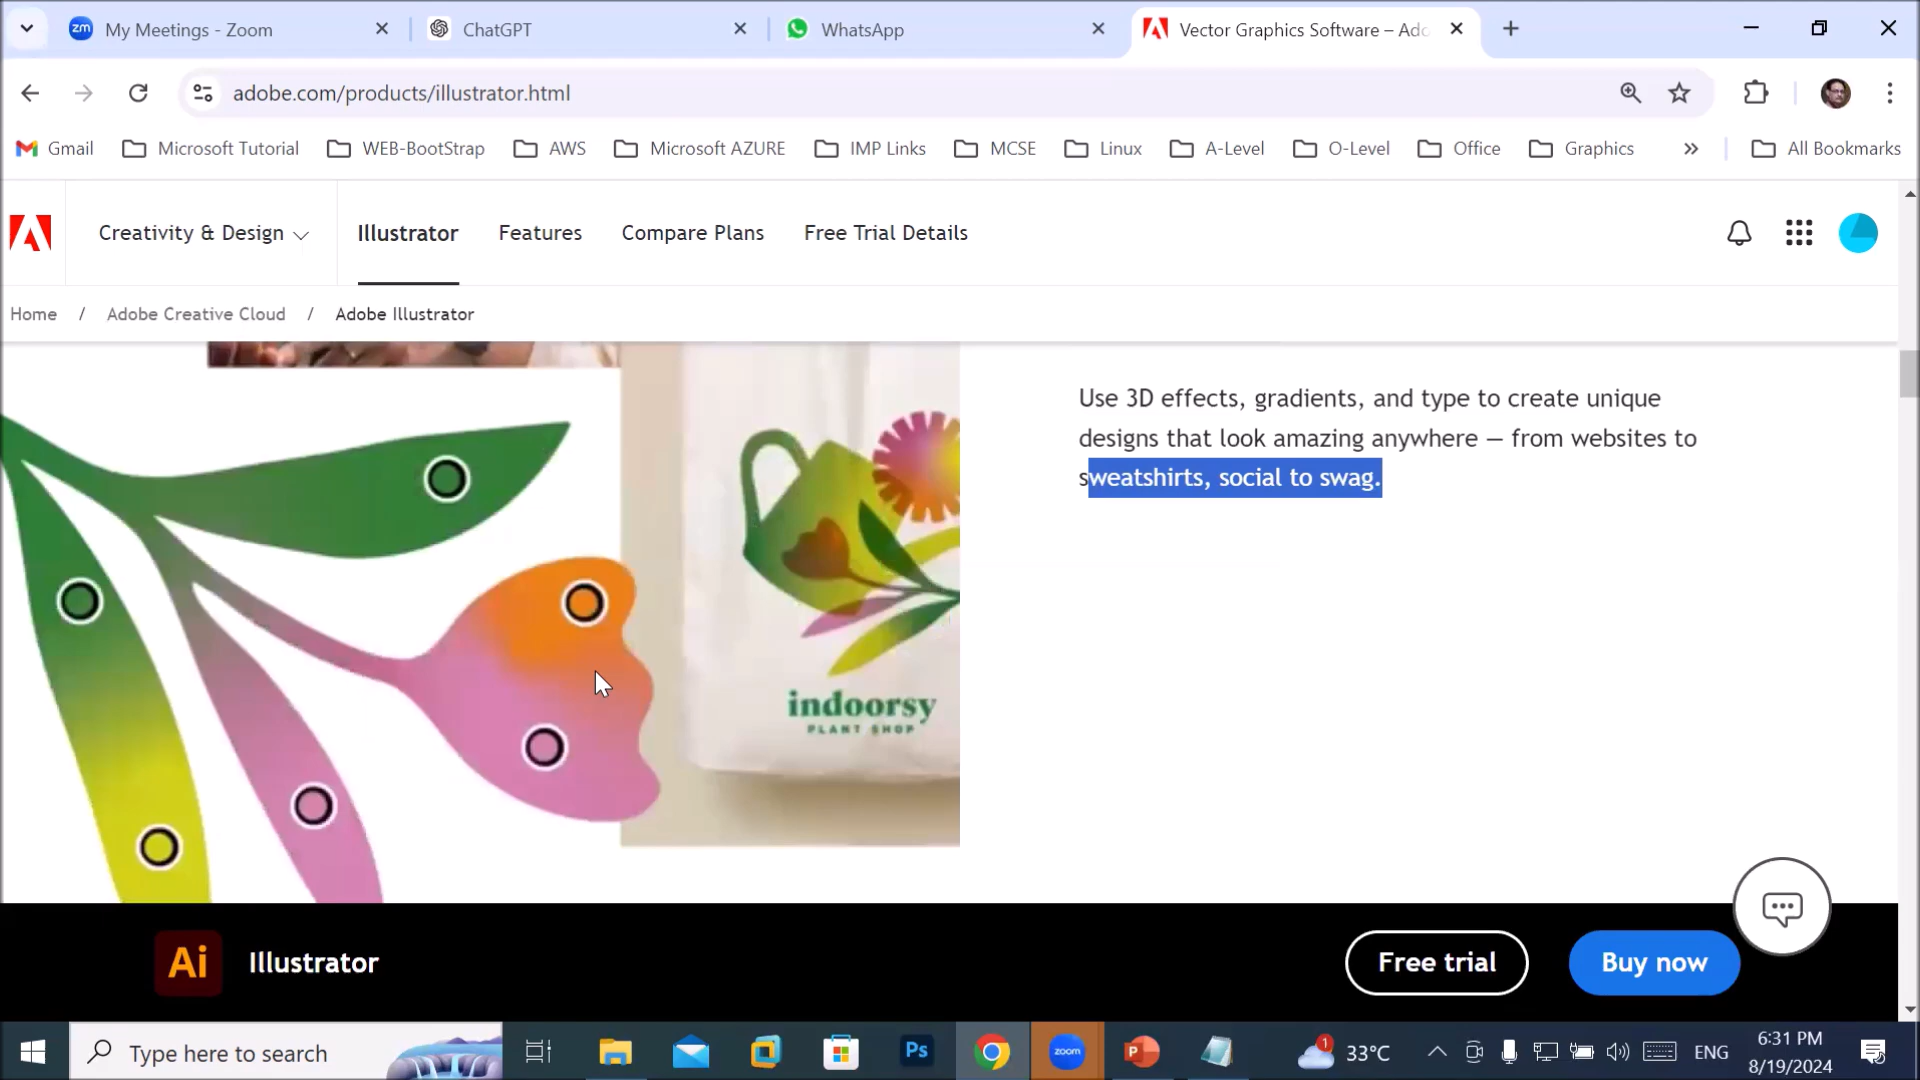 My Meetings - Zoom
ChatGPT
WhatsApp
Vector Graphics Software – Ado
adobe.com/products/illustrator.html
Gmail
Microsoft Tutorial
WEB-BootStrap
AWS
Microsoft AZURE
IMP Links
MCSE
Linux
A-Level
O-Level
Office
Graphics
All Bookmarks
Creativity & Design
Illustrator
Features
Compare Plans
Free Trial Details
Home / Adobe Creative Cloud / Adobe Illustrator
Use 3D effects, gradients, and type to create unique
designs that look amazing anywhere — from websites to
sweatshirts, social to swag.
indoorsy
PLANT SHOP
Ai Illustrator
Free trial
Buy now
Type here to search
Ps
zoom
1
33°C
ENG
6:31 PM
8/19/2024